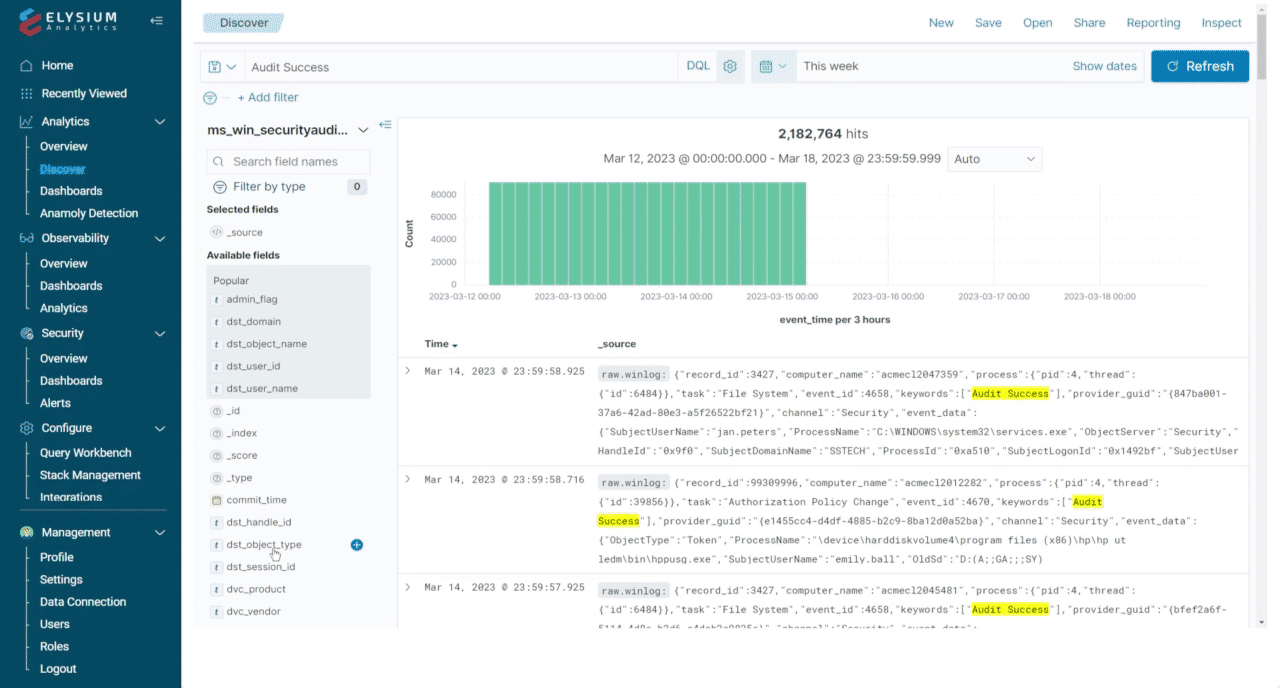 ELYSIUM
Analytics
Home
Recently Viewed
Analytics
Overview
Discover
Dashboards
Anamoly Detection
Observability
Overview
Dashboards
Analytics
Security
Overview
Dashboards
Alerts
Configure
Query Workbench
Stack Management
Integrations
Management
Profile
Settings
Data Connection
Users
Roles
Logout
Discover
New Save Open Share Reporting Inspect
Audit Success DQL This week Show dates Refresh
+ Add filter
ms_win_securityaudi...
Search field names
Filter by type 0
Selected fields
_source
Available fields
Popular
t admin_flag
t dst_domain
t dst_object_name
t dst_user_id
t dst_user_name
_id
_index
_score
_type
commit_time
t dst_handle_id
t dst_object_type
t dst_session_id
t dvc_product
t dvc_vendor
2,182,764 hits
Mar 12, 2023 @ 00:00:00.000 - Mar 18, 2023 @ 23:59:59.999 Auto
Count
80000
60000
40000
20000
0
2023-03-12 00:00 2023-03-13 00:00 2023-03-14 00:00 2023-03-15 00:00 2023-03-16 00:00 2023-03-17 00:00 2023-03-18 00:00
event_time per 3 hours
Time _source
Mar 14, 2023 @ 23:59:58.925 raw.winlog: {"record_id":3427,"computer_name":"acmecl2047359","process":{"pid":4,"thread":
{"id":6484}},"task":"File System","event_id":4658,"keywords":["Audit Success"],"provider_guid":"{847ba001-
37a6-42ad-80e3-a5f26522bf21}","channel":"Security","event_data":
{"SubjectUserName":"jan.peters","ProcessName":"C:\WINDOWS\system32\services.exe","ObjectServer":"Security","
HandleId":"0x9f0","SubjectDomainName":"SSTECH","ProcessId":"0xa510","SubjectLogonId":"0x1492bf","SubjectUser
Mar 14, 2023 @ 23:59:58.716 raw.winlog: {"record_id":99309996,"computer_name":"acmecl2012282","process":{"pid":4,"thread":
{"id":39856}},"task":"Authorization Policy Change","event_id":4670,"keywords":["Audit
Success"],"provider_guid":"{e1455cc4-d4df-4885-b2c9-8ba12d0a52ba}","channel":"Security","event_data":
{"ObjectType":"Token","ProcessName":"\device\harddiskvolume4\program files (x86)\hp\hp ut
ledm\bin\hppusg.exe","SubjectUserName":"emily.ball","OldSd":"D:(A;;GA;;;SY)
Mar 14, 2023 @ 23:59:57.925 raw.winlog: {"record_id":3427,"computer_name":"acmecl2045481","process":{"pid":4,"thread":
{"id":6484}},"task":"File System","event_id":4658,"keywords":["Audit Success"],"provider_guid":"{bfef2a6f-